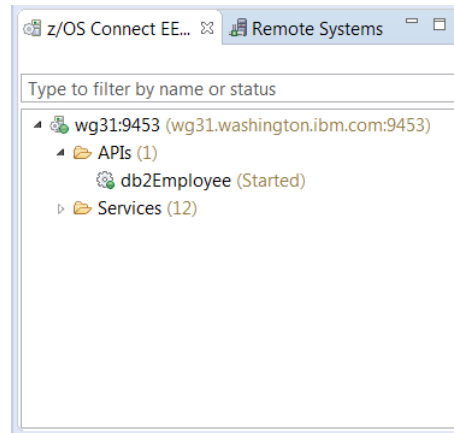 z/OS Connect EE... Remote Systems
Type to filter by name or status
wg31:9453 (wg31.washington.ibm.com:9453)
APIs (1)
db2Employee (Started)
Services (12)